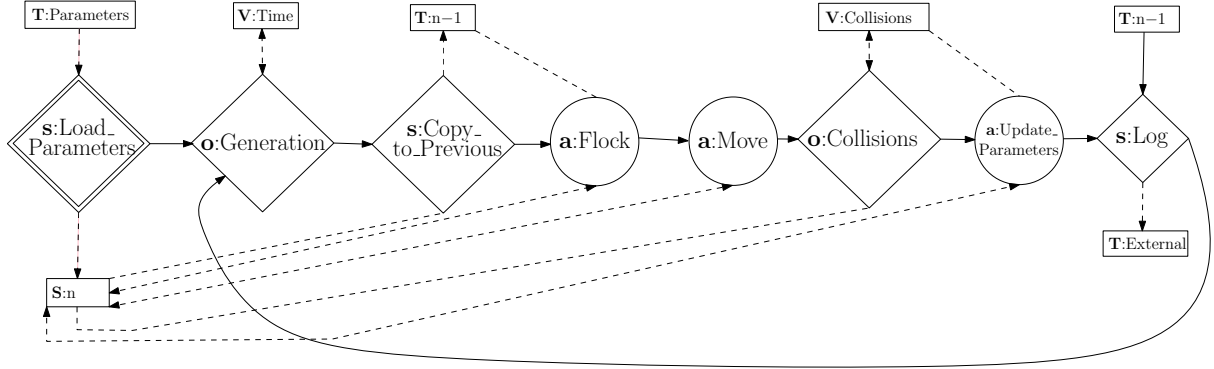 T:Parameters
V:Time
T:n−1
V:Collisions
T:n−1
s:Load_
Parameters
o:Generation
s:Copy_
to_Previous
a:Flock
a:Move
o:Collisions
a:Update_
Parameters
s:Log
T:External
S:n